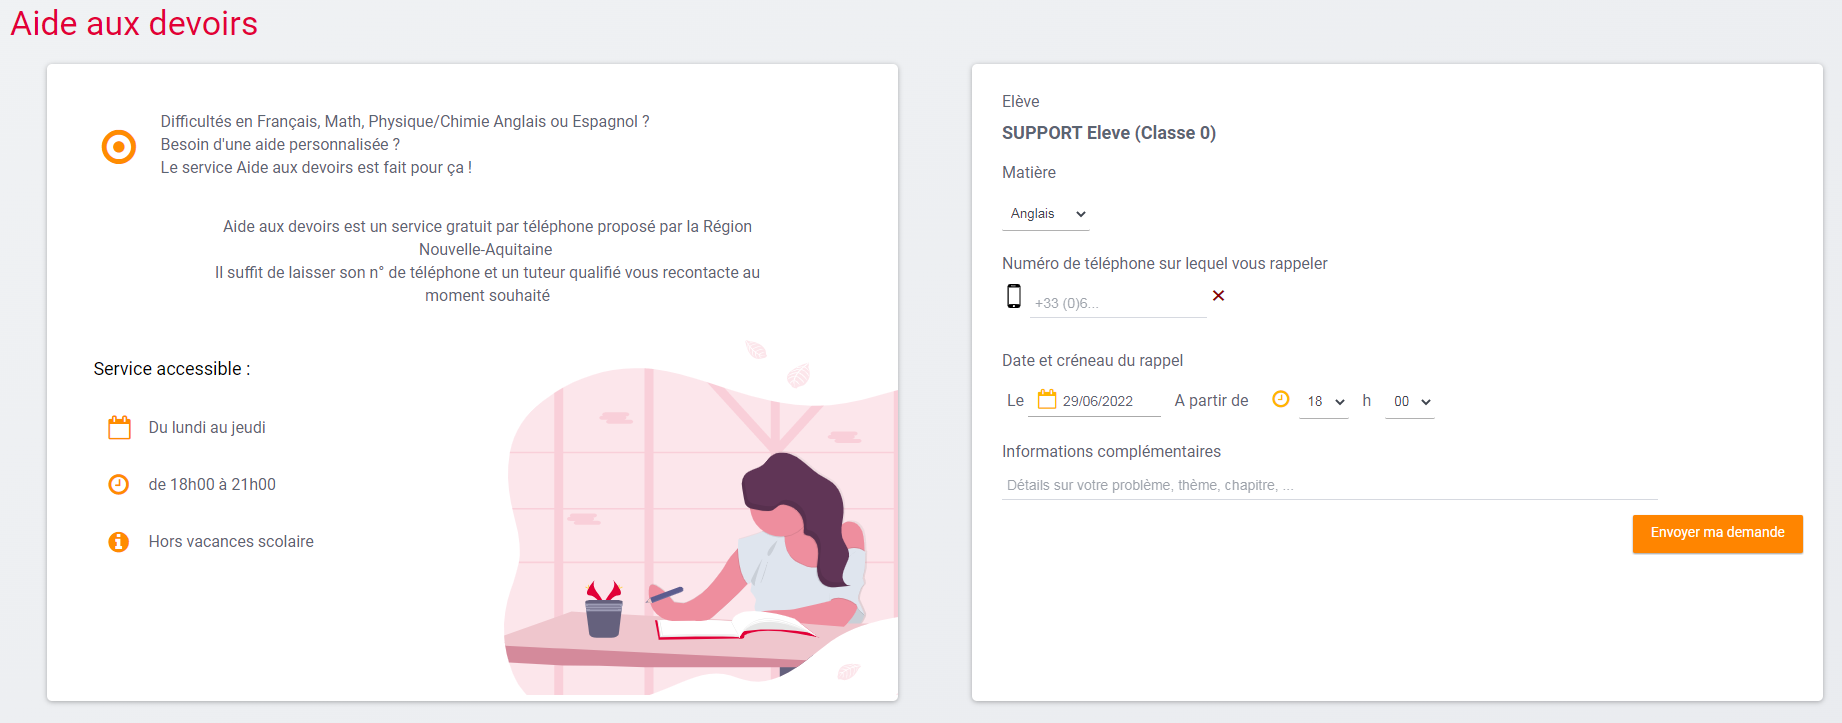 Aide aux devoirs
Difficultés en Français, Math, Physique/Chimie Anglais ou Espagnol ?
Besoin d'une aide personnalisée ?
Le service Aide aux devoirs est fait pour ça !
Aide aux devoirs est un service gratuit par téléphone proposé par la Région
Nouvelle-Aquitaine
Il suffit de laisser son n° de téléphone et un tuteur qualifié vous recontacte au
moment souhaité
Service accessible :
Du lundi au jeudi
de 18h00 à 21h00
Hors vacances scolaire
Elève
SUPPORT Eleve (Classe 0)
Matière
Anglais
Numéro de téléphone sur lequel vous rappeler
+33 (0)6...
Date et créneau du rappel
Le 29/06/2022 A partir de 18 h 00
Informations complémentaires
Détails sur votre problème, thème, chapitre, ...
Envoyer ma demande